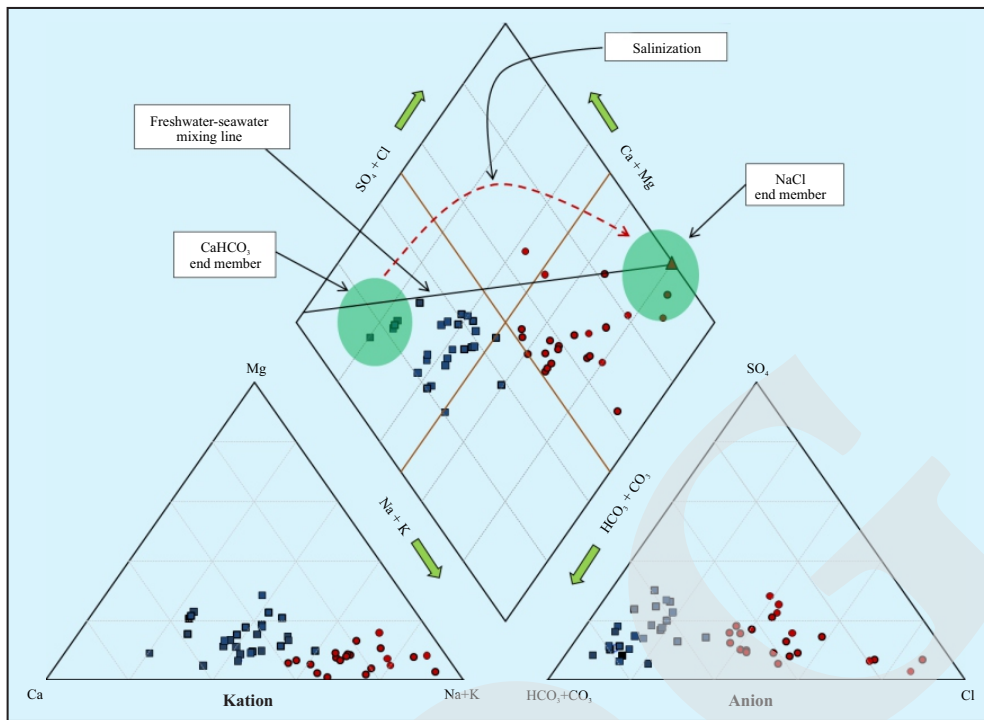 Salinization
Freshwater-seawater
mixing line
SO₄ + Cl
Ca + Mg
NaCl
end member
CaHCO₃
end member
Mg
SO₄
Na + K
HCO₃ + CO₃
Ca
Kation
Na+K
HCO₃+CO₃
Anion
Cl